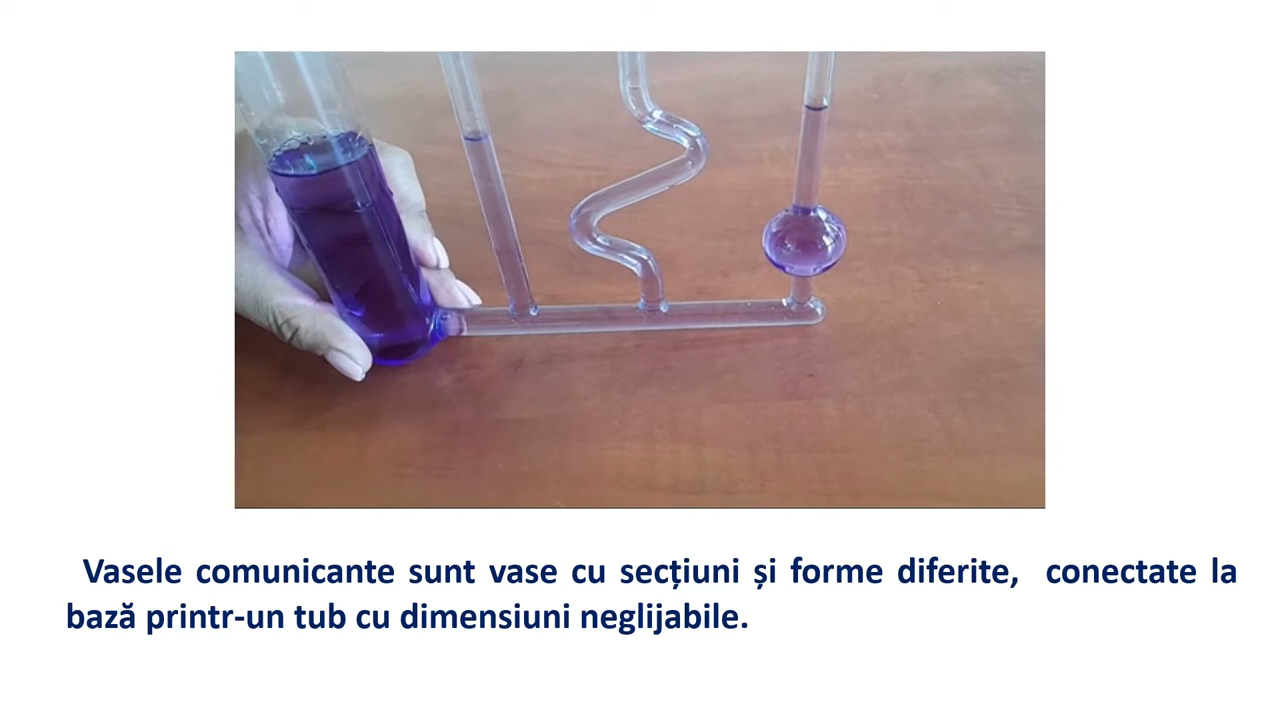 Vasele comunicante sunt vase cu secțiuni și forme diferite, conectate la
bază printr-un tub cu dimensiuni neglijabile.